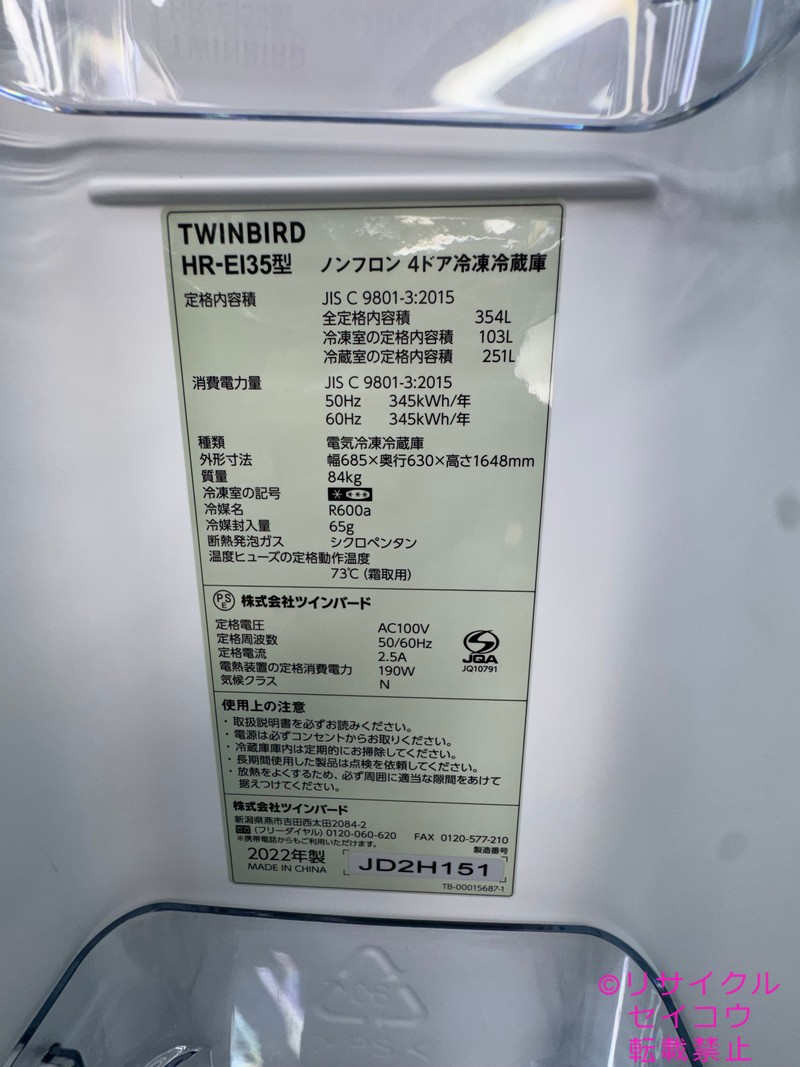 TWINBIRD
HR-EI35型 ノンフロン 4ドア冷凍冷蔵庫
定格内容積 JIS C 9801-3:2015
全定格内容積 354L
冷凍室の定格内容積 103L
冷蔵室の定格内容積 251L
消費電力量 JIS C 9801-3:2015
50Hz 345kWh/年
60Hz 345kWh/年
種類 電気冷凍冷蔵庫
外形寸法 幅685×奥行630×高さ1648mm
質量 84kg
冷凍室の記号
冷媒名 R600a
冷媒封入量 65g
断熱発泡ガス シクロペンタン
温度ヒューズの定格動作温度
73℃ (霜取用)
PSE 株式会社ツインバード
定格電圧 AC100V
定格周波数 50/60Hz
定格電流 2.5A
電熱装置の定格消費電力 190W
気候クラス N
JQA
JQ10791
使用上の注意
・取扱説明書を必ずお読みください。
・電源は必ずコンセントからお取りください。
・冷蔵庫庫内は定期的にお掃除してください。
・長期間使用した製品は点検を依頼してください。
・放熱をよくするため、必ず周囲に適当な隙間をあけて
据えつけてください。
株式会社ツインバード
新潟県燕市吉田西太田2084-2
(フリーダイヤル) 0120-060-620 FAX 0120-577-210
※携帯電話からもご利用いただけます。
製造番号
2022年製 JD2H151
MADE IN CHINA
TB-00015687-1
©リサイクル
セイコウ
転載禁止